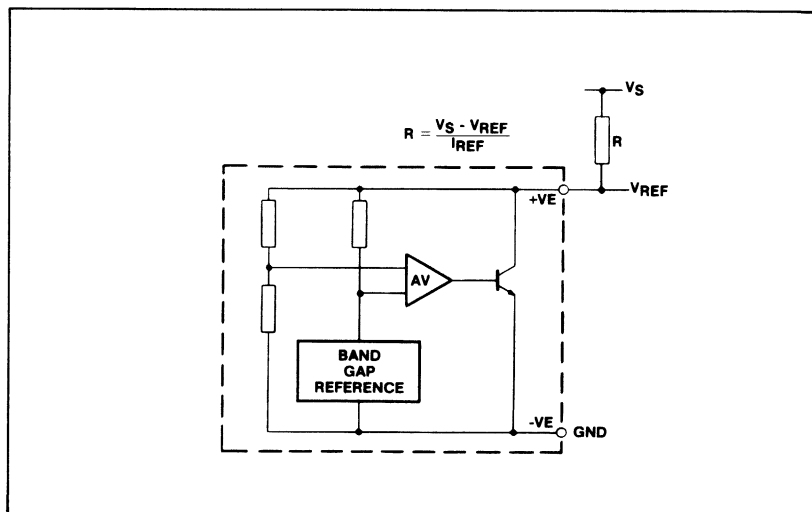 VS
R = VS - VREF
IREF
R
+VE
VREF
AV
BAND
GAP
REFERENCE
-VE
GND